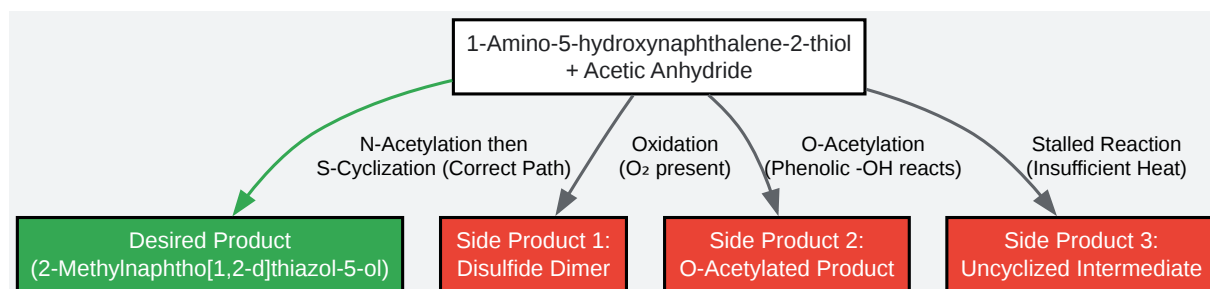 1-Amino-5-hydroxynaphthalene-2-thiol
+ Acetic Anhydride
N-Acetylation then
S-Cyclization (Correct Path)
Oxidation
(O₂ present)
O-Acetylation
(Phenolic -OH reacts)
Stalled Reaction
(Insufficient Heat)
Desired Product
(2-Methylnaphtho[1,2-d]thiazol-5-ol)
Side Product 1:
Disulfide Dimer
Side Product 2:
O-Acetylated Product
Side Product 3:
Uncyclized Intermediate